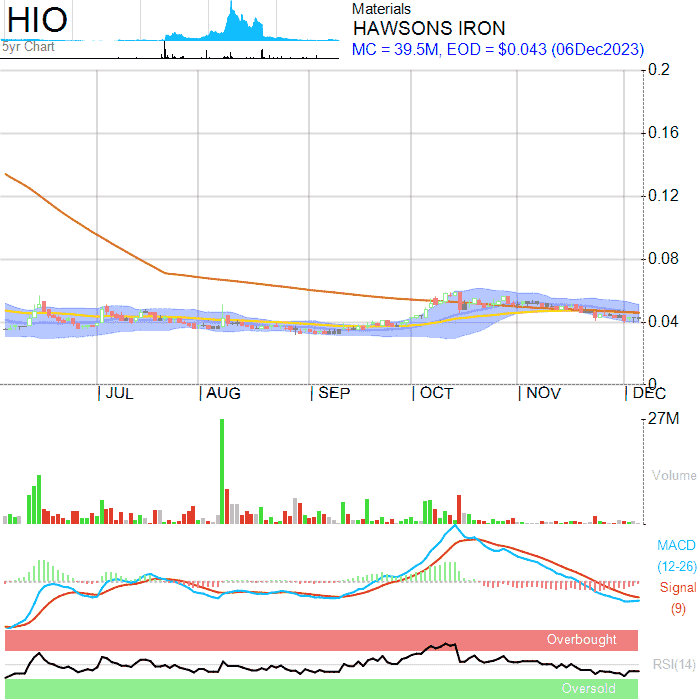 HIO
5yr Chart
Materials
HAWSONS IRON
MC = 39.5M, EOD = $0.043 (06Dec2023)
0.2
0.16
0.12
0.08
0.04
0
JUL
AUG
SEP
OCT
NOV
DEC
27M
Volume
MACD
(12-26)
Signal
(9)
Overbought
RSI(14)
Oversold